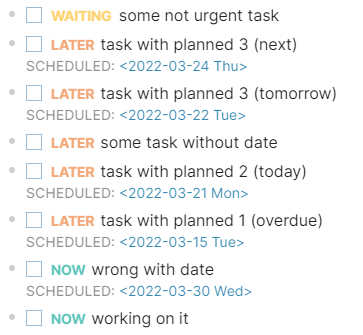 WAITING some not urgent task
LATER task with planned 3 (next)
SCHEDULED: <2022-03-24 Thu>
LATER task with planned 3 (tomorrow)
SCHEDULED: <2022-03-22 Tue>
LATER some task without date
LATER task with planned 2 (today)
SCHEDULED: <2022-03-21 Mon>
LATER task with planned 1 (overdue)
SCHEDULED: <2022-03-15 Tue>
NOW wrong with date
SCHEDULED: <2022-03-30 Wed>
NOW working on it